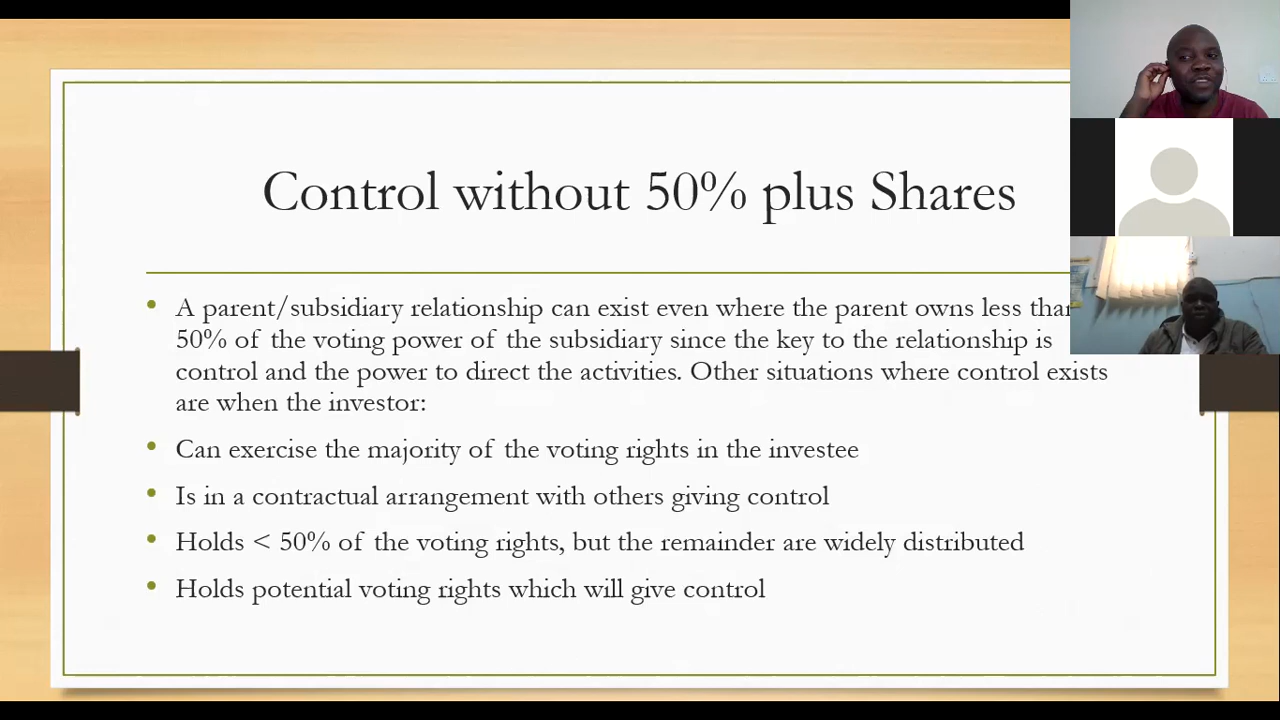 Control without 50% plus Shares
• A parent/subsidiary relationship can exist even where the parent owns less than
50% of the voting power of the subsidiary since the key to the relationship is
control and the power to direct the activities. Other situations where control exists
are when the investor:
• Can exercise the majority of the voting rights in the investee
• Is in a contractual arrangement with others giving control
• Holds < 50% of the voting rights, but the remainder are widely distributed
• Holds potential voting rights which will give control